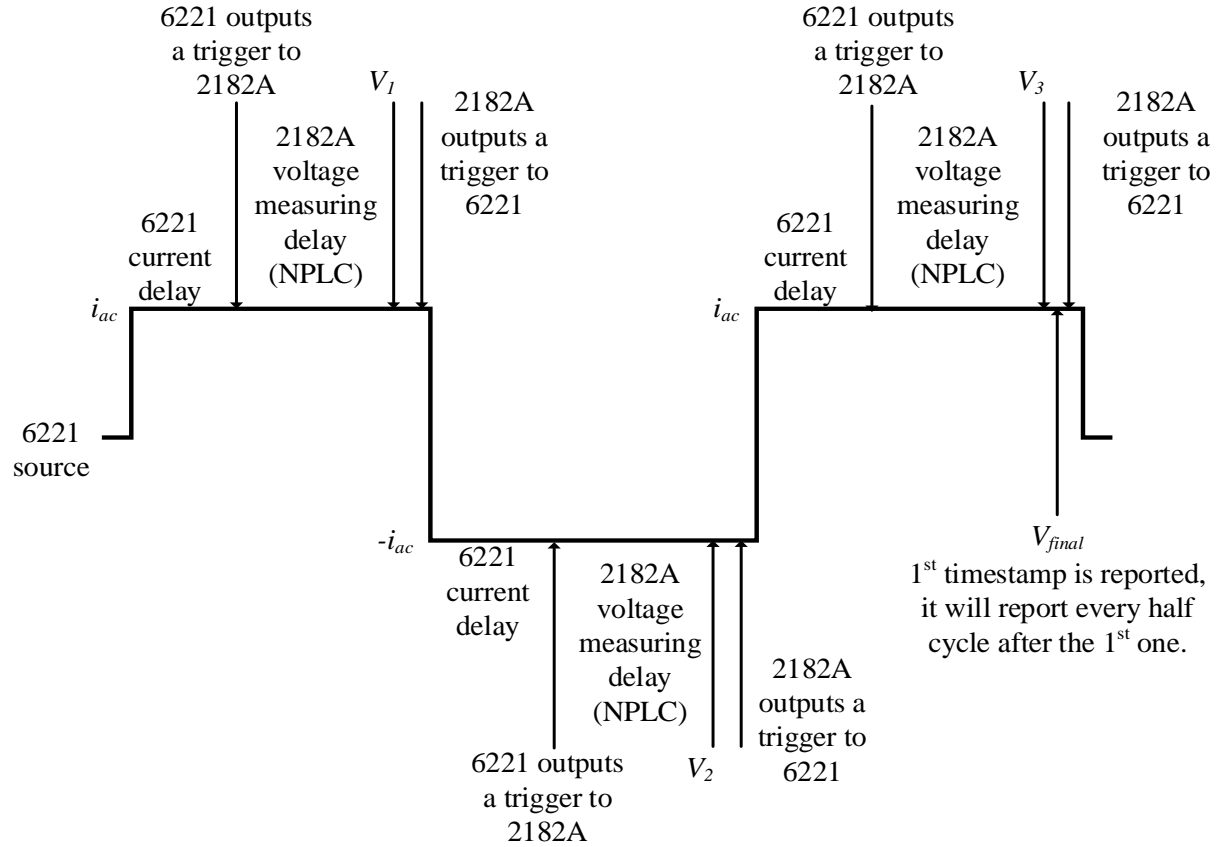 6221 outputs
a trigger to
2182A
V1
2182A
outputs a
trigger to
6221
2182A
voltage
measuring
delay
(NPLC)
6221
current
delay
iac
6221 outputs
a trigger to
2182A
V3
2182A
outputs a
trigger to
6221
2182A
voltage
measuring
delay
(NPLC)
6221
current
delay
iac
6221
source
-iac
6221
current
delay
2182A
voltage
measuring
delay
(NPLC)
6221 outputs
a trigger to
2182A
V2
2182A
outputs a
trigger to
6221
Vfinal
1st timestamp is reported,
it will report every half
cycle after the 1st one.